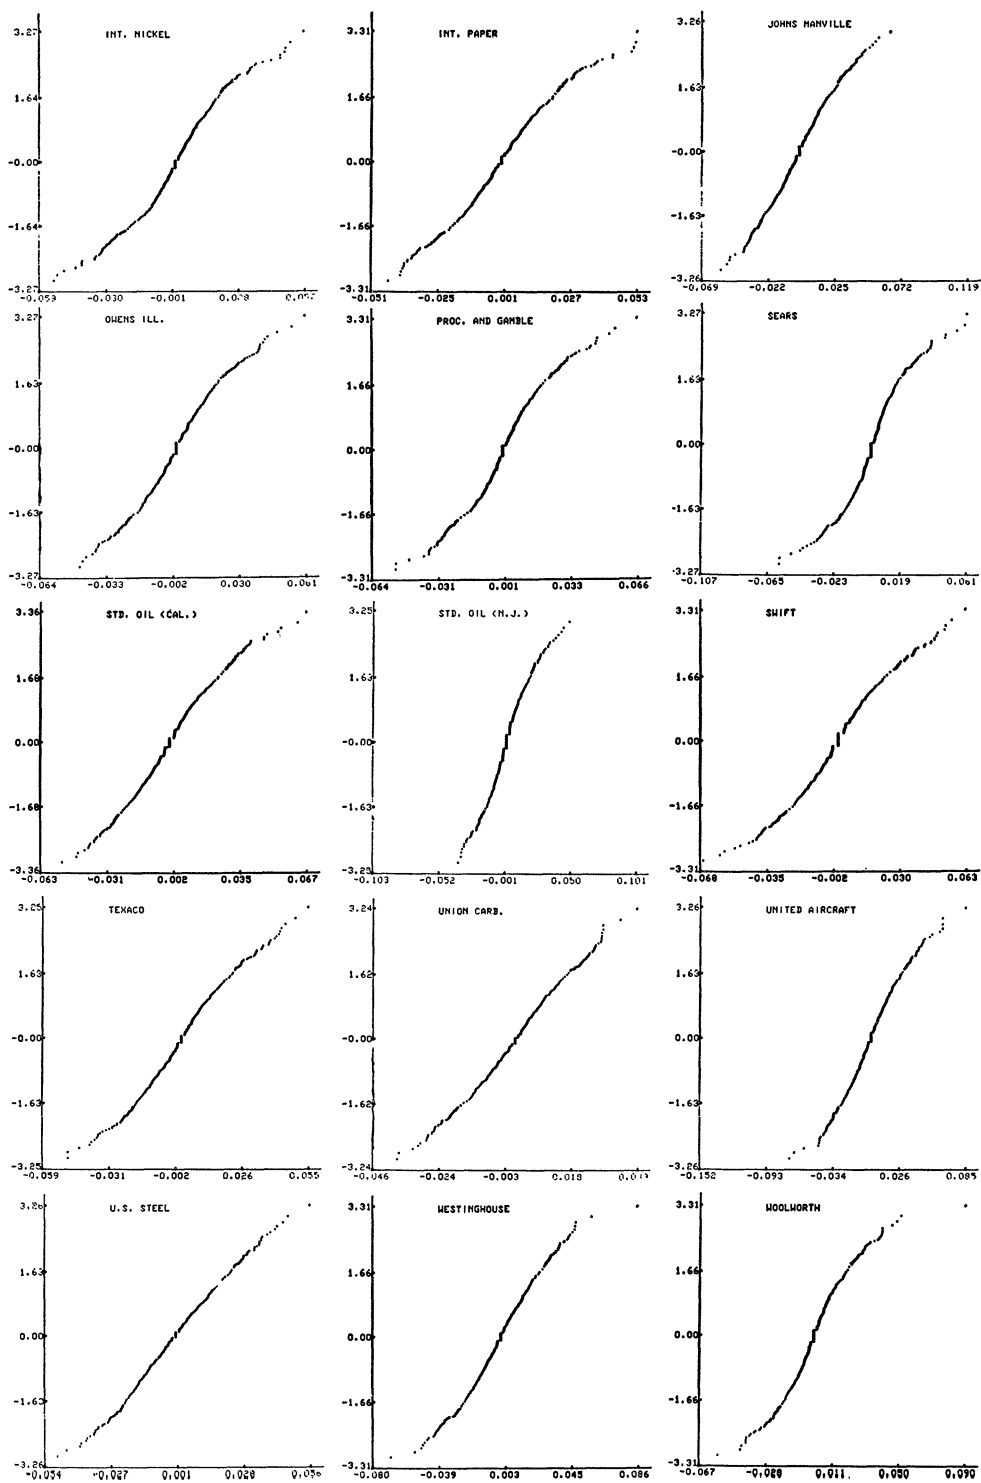 INT. NICKEL
3.27
1.64
-0.00
-1.64
-3.27
-0.059 -0.030 -0.001
INT. PAPER
3.31
1.66
0.00
-1.66
-3.31
-0.051 -0.025 0.001 0.027 0.053
JOHNS MANVILLE
3.26
1.63
-0.00
-1.63
-3.26
-0.069 -0.022 0.025 0.072 0.119
OWENS ILL.
3.27
1.63
-0.00
-1.63
-3.27
-0.064 -0.033 -0.002 0.030 0.061
PROC. AND GAMBLE
3.31
1.66
0.00
-1.66
-3.31
-0.064 -0.031 0.001 0.033 0.066
SEARS
3.27
1.63
0.00
-1.63
-3.27
-0.107 -0.065 -0.023 0.019 0.061
STD. OIL (CAL.)
3.36
1.68
0.00
-1.68
-3.36
-0.063 -0.031 0.002 0.035 0.067
STD. OIL (N.J.)
3.25
1.63
-0.00
-1.63
-3.25
-0.103 -0.052 -0.001 0.050 0.101
SWIFT
3.31
1.66
0.00
-1.66
-3.31
-0.068 -0.035 -0.002 0.030 0.063
TEXACO
3.25
1.63
-0.00
-1.63
-3.25
-0.059 -0.031 -0.002 0.026 0.055
UNION CARB.
3.24
1.62
-0.00
-1.62
-3.24
-0.046 -0.024 -0.003 0.018
UNITED AIRCRAFT
3.26
1.63
-0.00
-1.63
-3.26
-0.152 -0.093 -0.034 0.026 0.085
U.S. STEEL
3.26
1.63
0.00
-1.63
-3.26
-0.054 -0.027 0.001 0.028 0.056
WESTINGHOUSE
3.31
1.66
0.00
-1.66
-3.31
-0.080 -0.039 0.003 0.045 0.086
WOOLWORTH
3.31
1.66
0.00
-1.66
-3.31
-0.067 -0.028 0.011 0.050 0.090